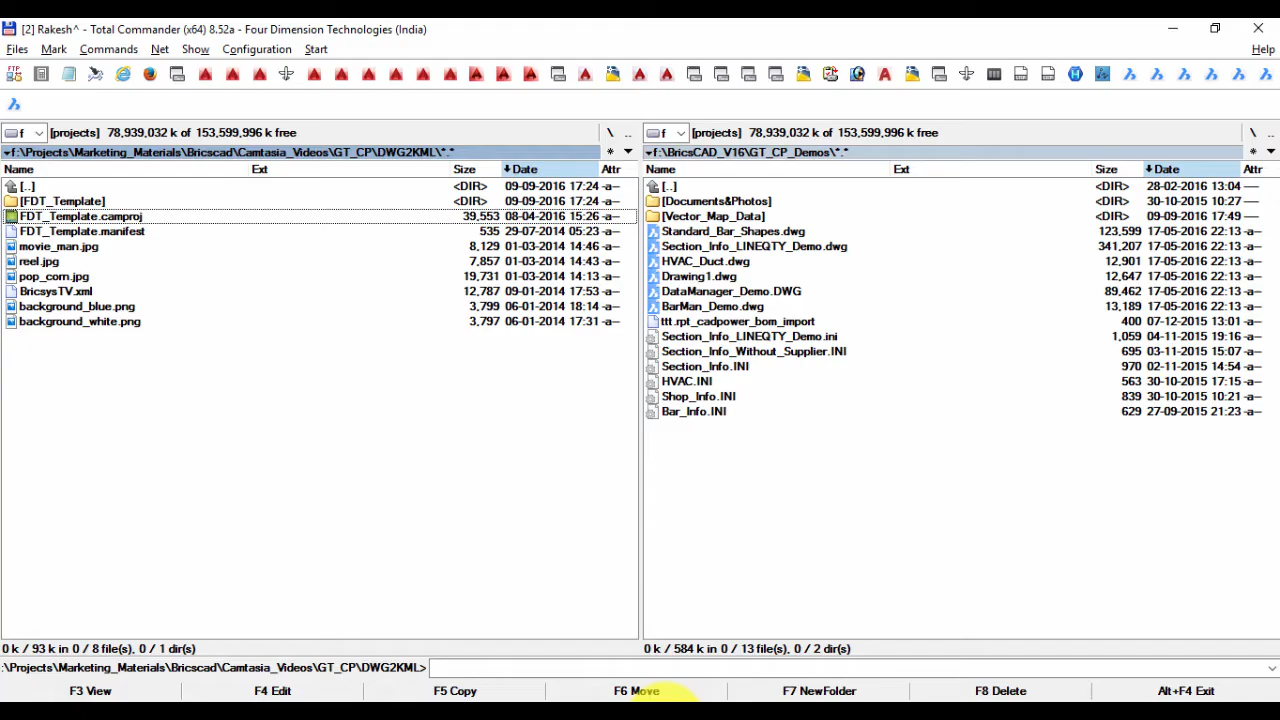 [2] Rakesh^ - Total Commander (x64) 8.52a - Four Dimension Technologies (India)
Files Mark Commands Net Show Configuration Start Help
FTP
f [projects] 78,939,032 k of 153,599,996 k free \ ..
f:\Projects\Marketing_Materials\Bricscad\Camtasia_Videos\GT_CP\DWG2KML\*.* *
Name Ext Size Date Attr
[..] <DIR> 09-09-2016 17:24 -a--
[FDT_Template] <DIR> 09-09-2016 17:24 -a--
FDT_Template.camproj 39,553 08-04-2016 15:26 -a--
FDT_Template.manifest 535 29-07-2014 05:23 -a--
movie_man.jpg 8,129 01-03-2014 14:46 -a--
reel.jpg 7,857 01-03-2014 14:43 -a--
pop_corn.jpg 19,731 01-03-2014 14:13 -a--
BricsysTV.xml 12,787 09-09-2016 17:53 -a--
background_blue.png 3,799 06-01-2014 18:14 -a--
background_white.png 3,797 06-01-2014 17:31 -a--
0 k / 93 k in 0 / 8 file(s), 0 / 1 dir(s)
f [projects] 78,939,032 k of 153,599,996 k free \ ..
f:\BricsCAD_V16\GT_CP_Demos\*.* *
Name Ext Size Date Attr
[..] <DIR> 28-02-2016 13:04 ----
[Documents&Photos] <DIR> 30-10-2015 10:27 ----
[Vector_Map_Data] <DIR> 09-09-2016 17:49 ----
Standard_Bar_Shapes.dwg 123,599 17-05-2016 22:13 -a--
Section_Info_LINEQTY_Demo.dwg 341,207 17-05-2016 22:13 -a--
HVAC_Duct.dwg 12,901 17-05-2016 22:13 -a--
Drawing1.dwg 12,647 17-05-2016 22:13 -a--
DataManager_Demo.DWG 89,462 17-05-2016 22:13 -a--
BarMan_Demo.dwg 13,189 17-05-2016 22:13 -a--
ttt.rpt_cadpower_bom_import 400 07-12-2015 13:01 -a--
Section_Info_LINEQTY_Demo.ini 1,059 04-11-2015 19:16 -a--
Section_Info_Without_Supplier.INI 695 03-11-2015 15:07 -a--
Section_Info.INI 970 02-11-2015 14:54 -a--
HVAC.INI 563 30-10-2015 17:15 -a--
Shop_Info.INI 839 30-10-2015 10:21 -a--
Bar_Info.INI 629 27-09-2015 21:23 -a--
0 k / 584 k in 0 / 13 file(s), 0 / 2 dir(s)
:\Projects\Marketing_Materials\Bricscad\Camtasia_Videos\GT_CP\DWG2KML>
F3 View F4 Edit F5 Copy F6 Move F7 NewFolder F8 Delete Alt+F4 Exit